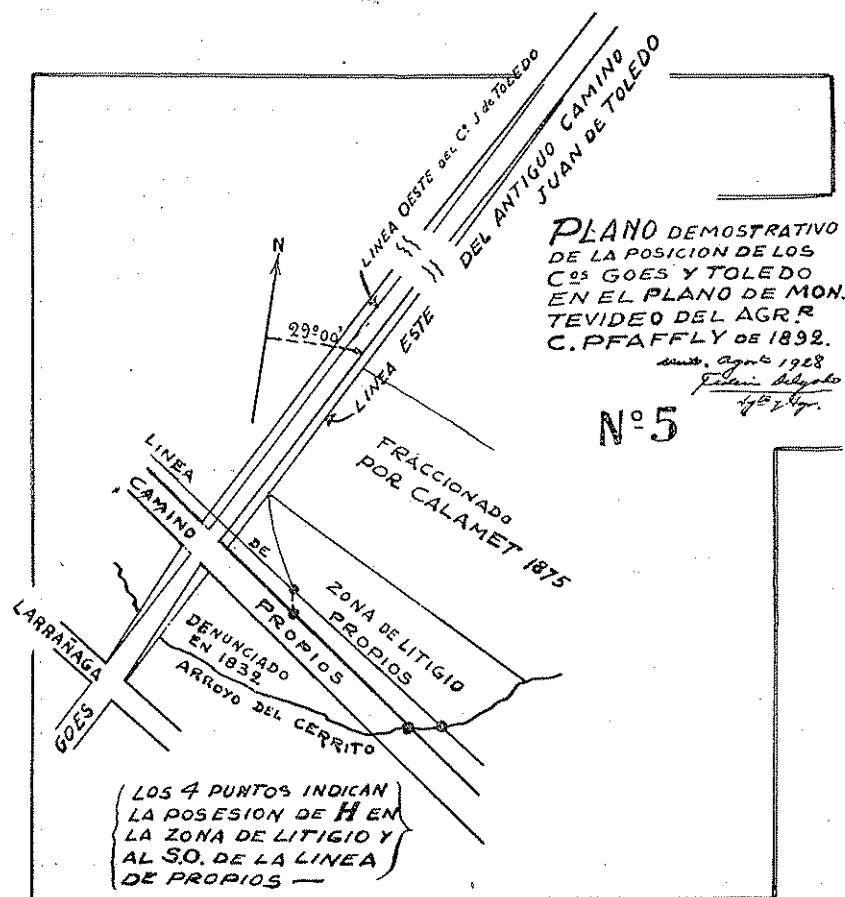 LINEA OESTE DEL Cº J de TOLEDO
LINEA ESTE DEL ANTIGUO CAMINO
JUAN DE TOLEDO
PLANO DEMOSTRATIVO
DE LA POSICION DE LOS
Cos GOES Y TOLEDO
EN EL PLANO DE MON.
TEVIDEO DEL AGR.R
C. PFAFFLY DE 1892.
agosto 1928
Nº 5
N
29º00'
LINEA DE PROPIOS
CAMINO PROPIOS
FRACCIONADO
POR CALAMET 1875
ZONA DE LITIGIO
DENUNCIADO
EN 1832
ARROYO DEL CERRITO
LARRAÑAGA
GOES
LOS 4 PUNTOS INDICAN
LA POSESION DE H EN
LA ZONA DE LITIGIO Y
AL S.O. DE LA LINEA
DE PROPIOS —